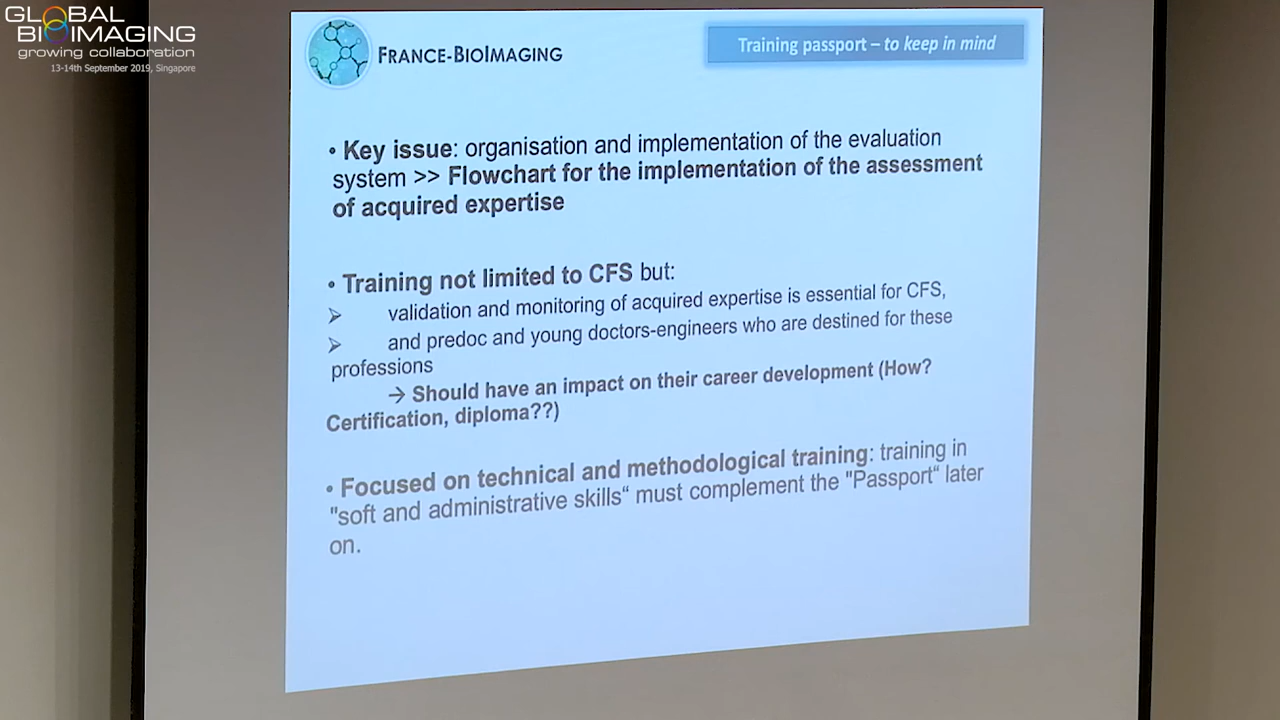 GLOBAL
BIOIMAGING
growing collaboration
13-14th September 2019, Singapore
FRANCE-BIOIMAGING
Training passport – to keep in mind
• Key issue: organisation and implementation of the evaluation
system >> Flowchart for the implementation of the assessment
of acquired expertise
• Training not limited to CFS but:
➢ validation and monitoring of acquired expertise is essential for CFS,
➢ and predoc and young doctors-engineers who are destined for these
professions
→ Should have an impact on their career development (How?
Certification, diploma??)
• Focused on technical and methodological training: training in
"soft and administrative skills“ must complement the "Passport“ later
on.